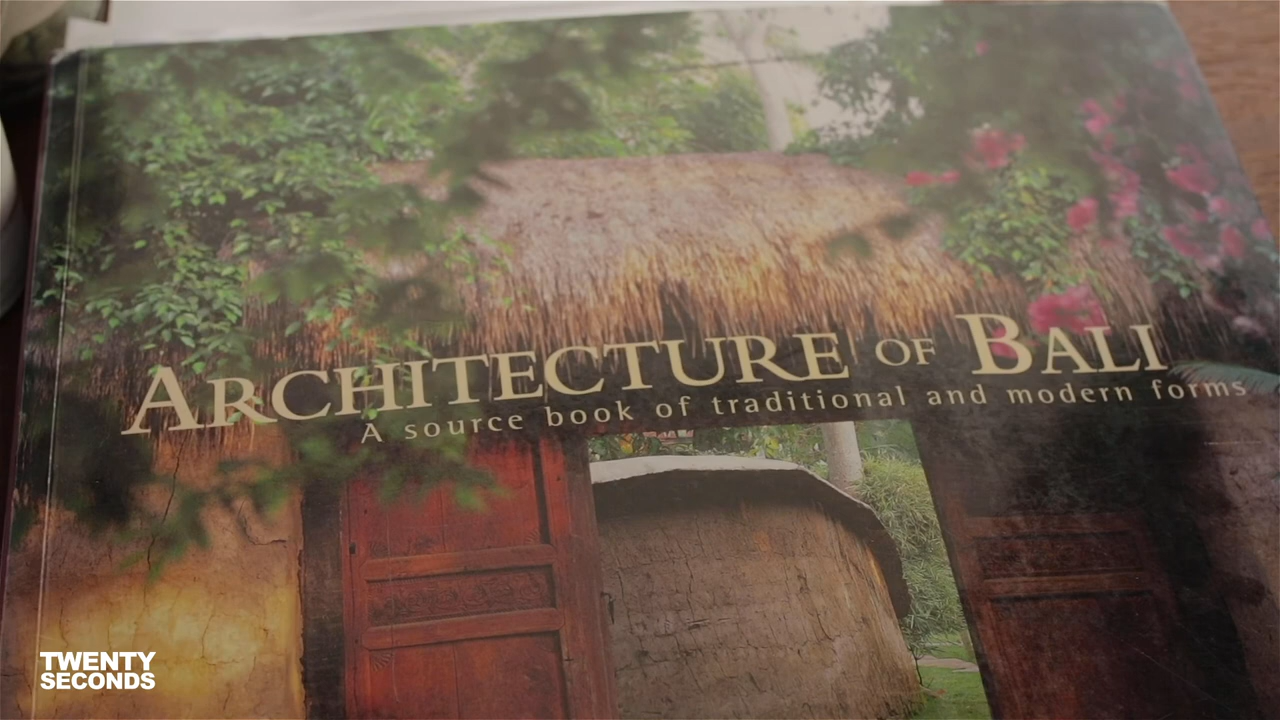 ARCHITECTURE OF BALI
A source book of traditional and modern forms
TWENTY
SECONDS